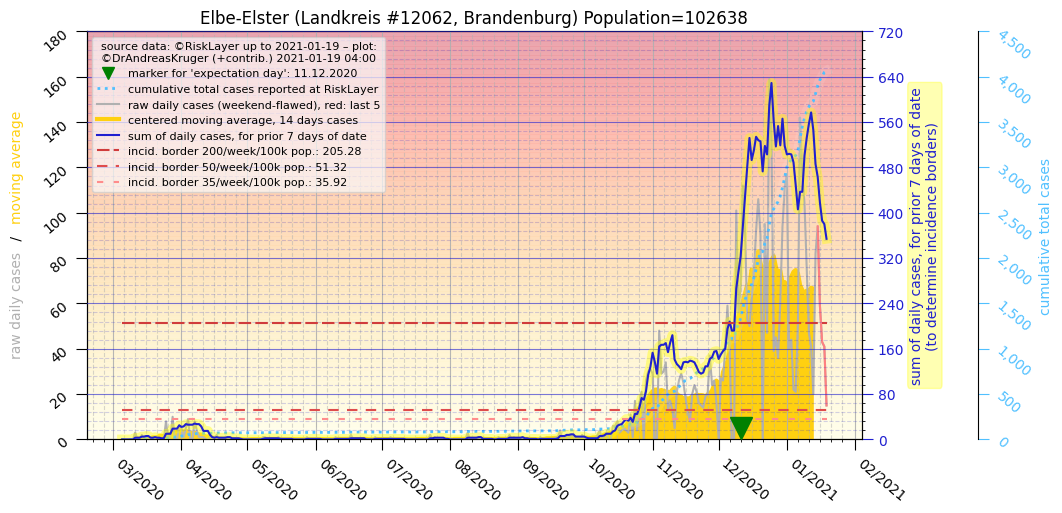 Elbe-Elster (Landkreis #12062, Brandenburg) Population=102638
source data: ©RiskLayer up to 2021-01-19 – plot:
©DrAndreasKruger (+contrib.) 2021-01-19 04:00
marker for 'expectation day': 11.12.2020
cumulative total cases reported at RiskLayer
raw daily cases (weekend-flawed), red: last 5
centered moving average, 14 days cases
sum of daily cases, for prior 7 days of date
incid. border 200/week/100k pop.: 205.28
incid. border 50/week/100k pop.: 51.32
incid. border 35/week/100k pop.: 35.92
raw daily cases / moving average
180
160
140
120
100
80
60
40
20
0
03/2020
04/2020
05/2020
06/2020
07/2020
08/2020
09/2020
10/2020
11/2020
12/2020
01/2021
02/2021
720
640
560
480
400
320
240
160
80
0
sum of daily cases, for prior 7 days of date
(to determine incidence borders)
4,500
4,000
3,500
3,000
2,500
2,000
1,500
1,000
500
0
cumulative total cases